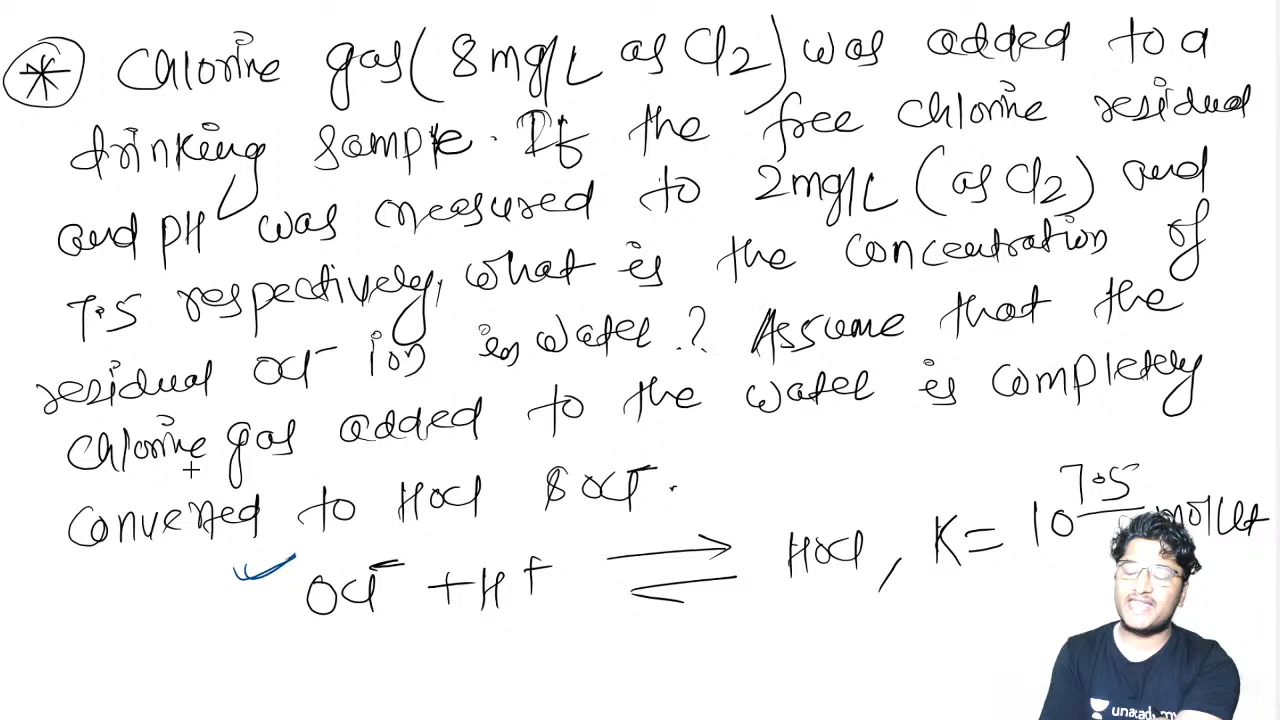 * Chlorine gas (8 mg/L as Cl2) was added to a
drinking sample. If the free chlorine residual
and pH was measured to 2mg/L (as Cl2) and
7.5 respectively, what is the concentration of
residual OCl⁻ ion in water? Assume that the
Chlorine gas added to the water is completely
converted to HOCl & OCl⁻.
OCl⁻ + H⁺ ⇌ HOCl, K = 10^7.5